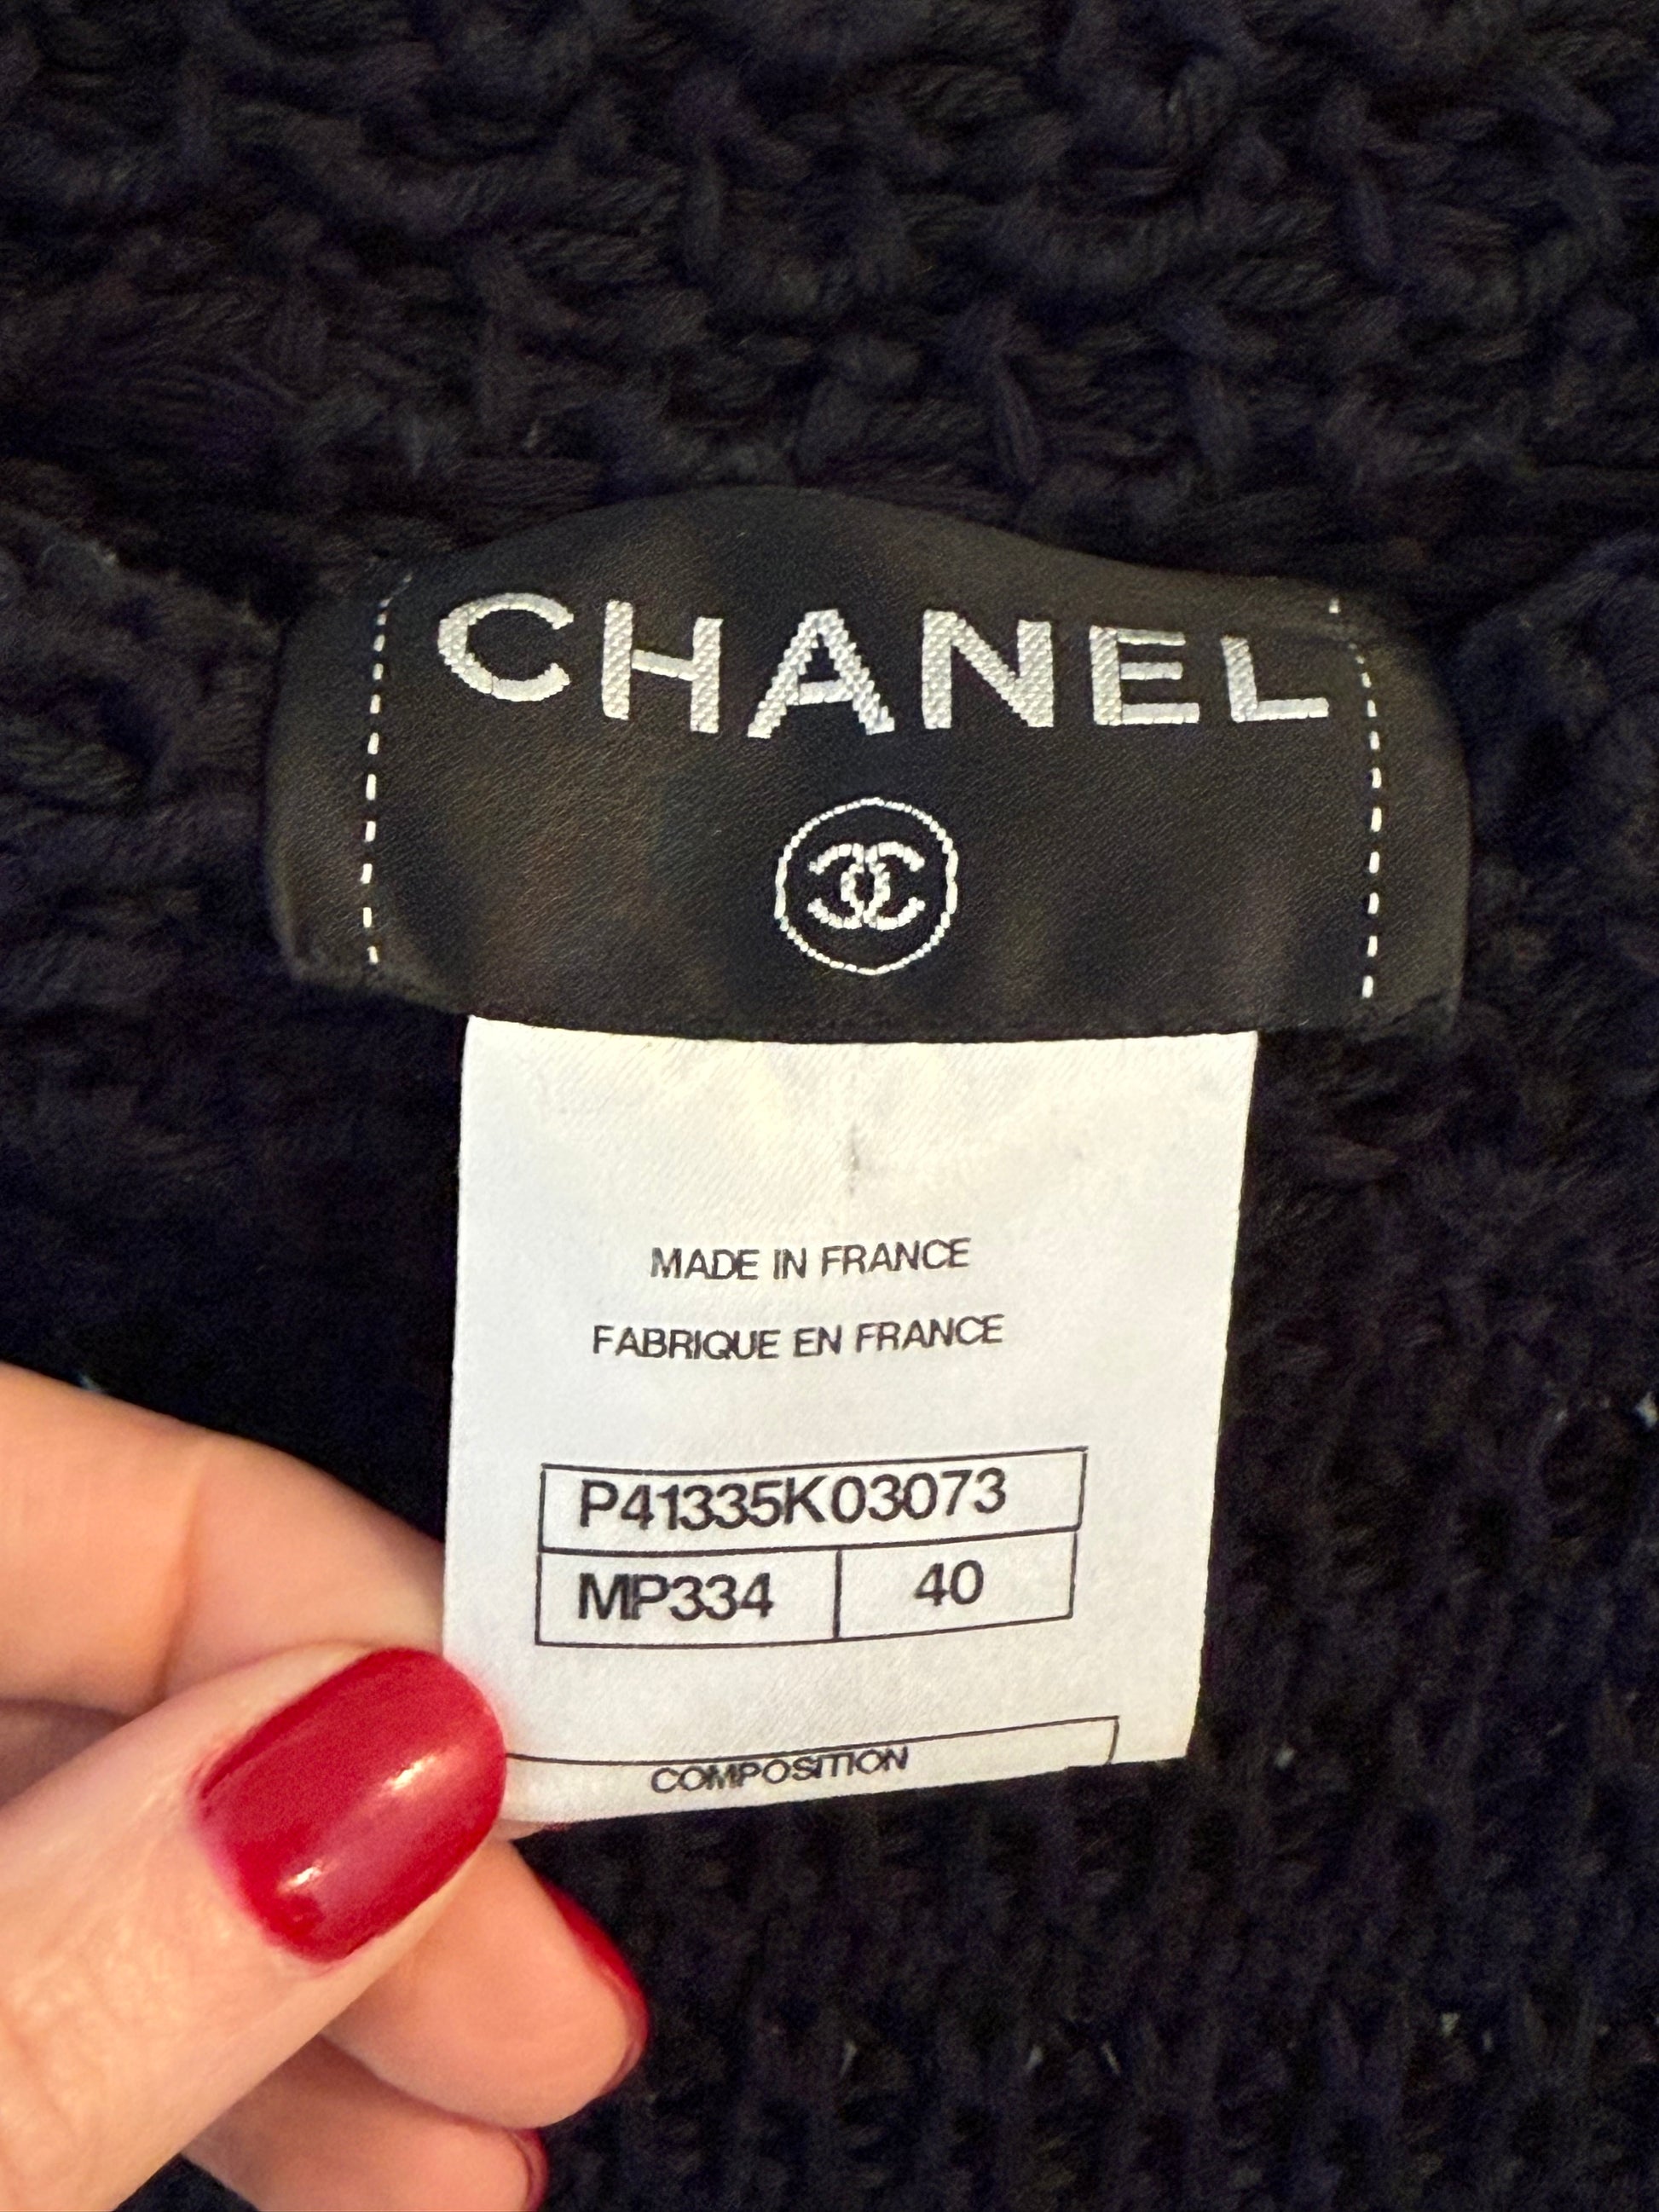 CHANEL
MADE IN FRANCE
FABRIQUE EN FRANCE
P41335K03073
MP334 40
COMPOSITION